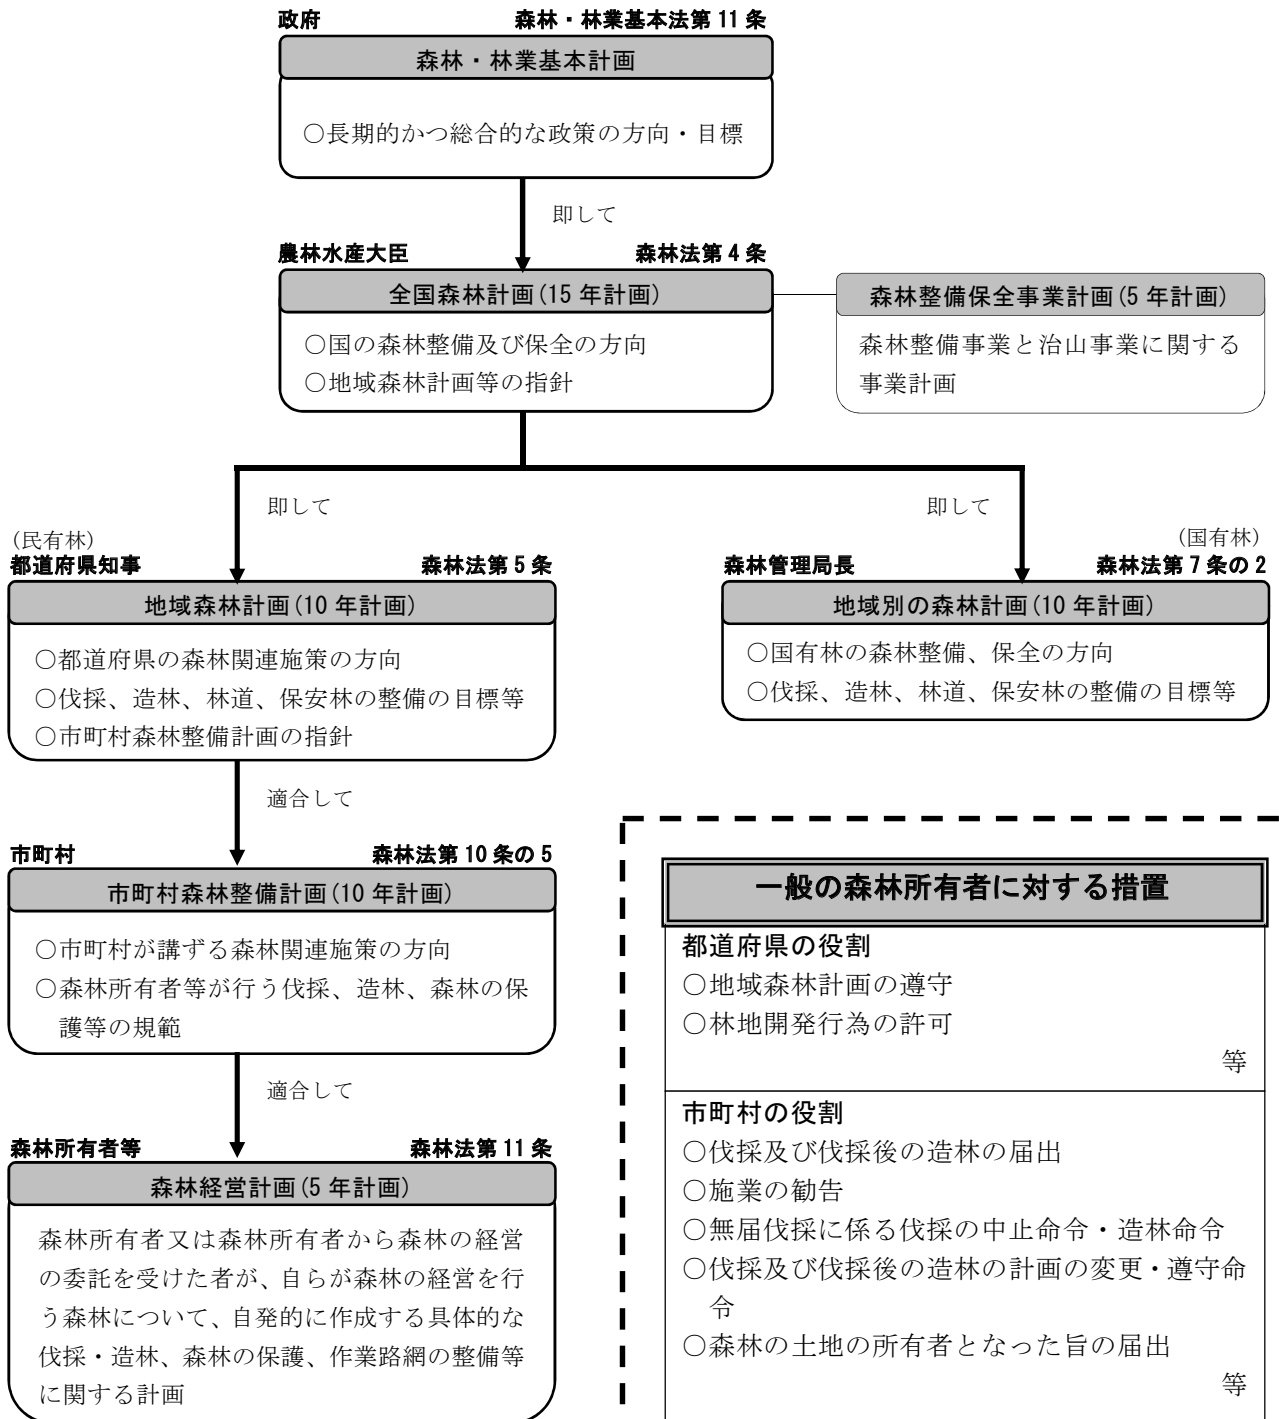 政府 森林・林業基本法第 11 条
森林・林業基本計画
○長期的かつ総合的な政策の方向・目標
即して
農林水産大臣 森林法第 4 条
全国森林計画(15 年計画)
○国の森林整備及び保全の方向
○地域森林計画等の指針
森林整備保全事業計画(5 年計画)
森林整備事業と治山事業に関する
事業計画
即して
即して
(民有林)
都道府県知事 森林法第 5 条
地域森林計画(10 年計画)
○都道府県の森林関連施策の方向
○伐採、造林、林道、保安林の整備の目標等
○市町村森林整備計画の指針
(国有林)
森林管理局長 森林法第 7 条の 2
地域別の森林計画(10 年計画)
○国有林の森林整備、保全の方向
○伐採、造林、林道、保安林の整備の目標等
適合して
市町村 森林法第 10 条の 5
市町村森林整備計画(10 年計画)
○市町村が講ずる森林関連施策の方向
○森林所有者等が行う伐採、造林、森林の保
護等の規範
適合して
森林所有者等 森林法第 11 条
森林経営計画(5 年計画)
森林所有者又は森林所有者から森林の経営
の委託を受けた者が、自らが森林の経営を行
う森林について、自発的に作成する具体的な
伐採・造林、森林の保護、作業路網の整備等
に関する計画
一般の森林所有者に対する措置
都道府県の役割
○地域森林計画の遵守
○林地開発行為の許可
等
市町村の役割
○伐採及び伐採後の造林の届出
○施業の勧告
○無届伐採に係る伐採の中止命令・造林命令
○伐採及び伐採後の造林の計画の変更・遵守命
令
○森林の土地の所有者となった旨の届出
等